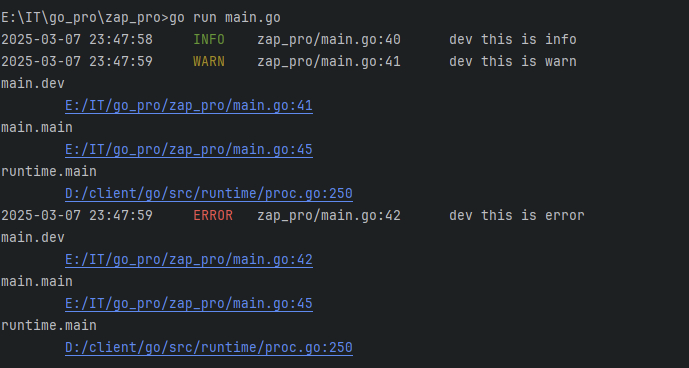 E:\IT\go_pro\zap_pro>go run main.go
2025-03-07 23:47:58     INFO    zap_pro/main.go:40      dev this is info
2025-03-07 23:47:59     WARN    zap_pro/main.go:41      dev this is warn
main.dev
        E:/IT/go_pro/zap_pro/main.go:41
main.main
        E:/IT/go_pro/zap_pro/main.go:45
runtime.main
        D:/client/go/src/runtime/proc.go:250
2025-03-07 23:47:59     ERROR   zap_pro/main.go:42      dev this is error
main.dev
        E:/IT/go_pro/zap_pro/main.go:42
main.main
        E:/IT/go_pro/zap_pro/main.go:45
runtime.main
        D:/client/go/src/runtime/proc.go:250